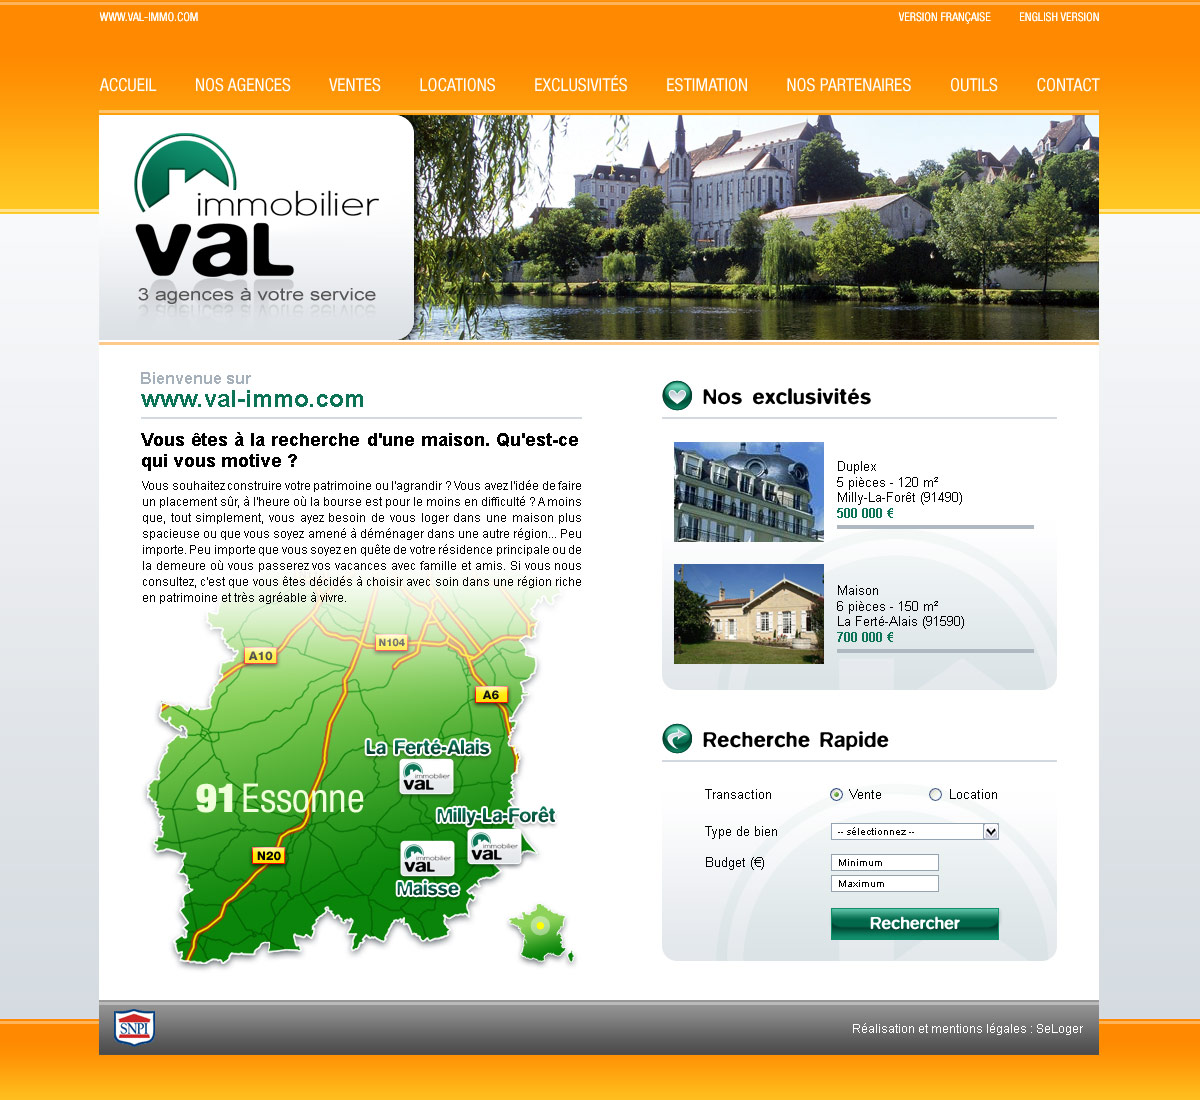 WWW.VAL-IMMO.COM
VERSION FRANÇAISE
ENGLISH VERSION
ACCUEIL
NOS AGENCES
VENTES
LOCATIONS
EXCLUSIVITÉS
ESTIMATION
NOS PARTENAIRES
OUTILS
CONTACT
immobilier
VAL
3 agences à votre service
Bienvenue sur
www.val-immo.com
Vous êtes à la recherche d'une maison. Qu'est-ce
qui vous motive ?
Vous souhaitez construire votre patrimoine ou l'agrandir ? Vous avez l'idée de faire
un placement sûr, à l'heure où la bourse est pour le moins en difficulté ? A moins
que, tout simplement, vous ayez besoin de vous loger dans une maison plus
spacieuse ou que vous soyez amené à déménager dans une autre région... Peu
importe. Peu importe que vous soyez en quête de votre résidence principale ou de
la demeure où vous passerez vos vacances avec famille et amis. Si vous nous
consultez, c'est que vous êtes décidés à choisir avec soin dans une région riche
en patrimoine et très agréable à vivre.
N104
A10
A6
La Ferté-Alais
immobilier
VAL
91 Essonne
Milly-La-Forêt
immobilier
VAL
N20
immobilier
VAL
Maisse
Nos exclusivités
Duplex
5 pièces - 120 m²
Milly-La-Forêt (91490)
500 000 €
Maison
6 pièces - 150 m²
La Ferté-Alais (91590)
700 000 €
Recherche Rapide
Transaction
Vente
Location
Type de bien
-- sélectionnez --
Budget (€)
Minimum
Maximum
Rechercher
SNPI
Réalisation et mentions légales : SeLoger